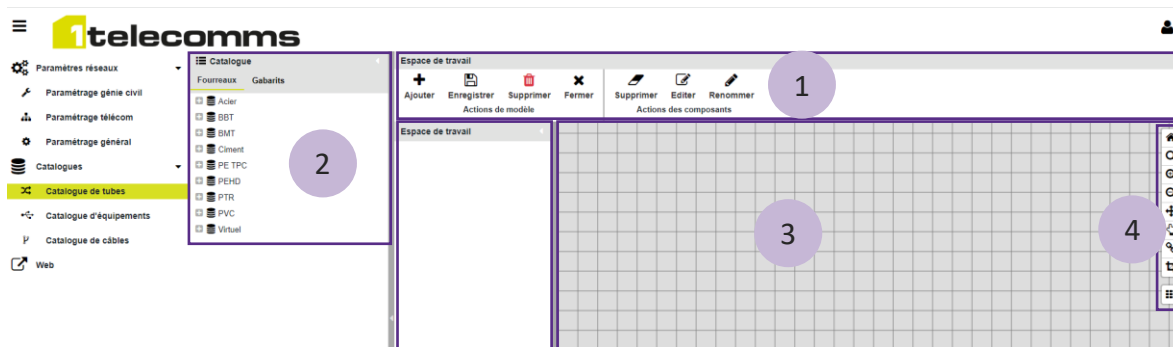 1telecomms
Paramètres réseaux
Paramétrage génie civil
Paramétrage télécom
Paramétrage général
Catalogues
Catalogue de tubes
Catalogue d'équipements
Catalogue de câbles
Web
Catalogue
Fourreaux Gabarits
Acier
BBT
BMT
Ciment
PE TPC
PEHD
PTR
PVC
Virtuel
2
Espace de travail
Ajouter Enregistrer Supprimer Fermer Supprimer Editer Renommer
Actions de modèle Actions des composants
1
Espace de travail
3
4